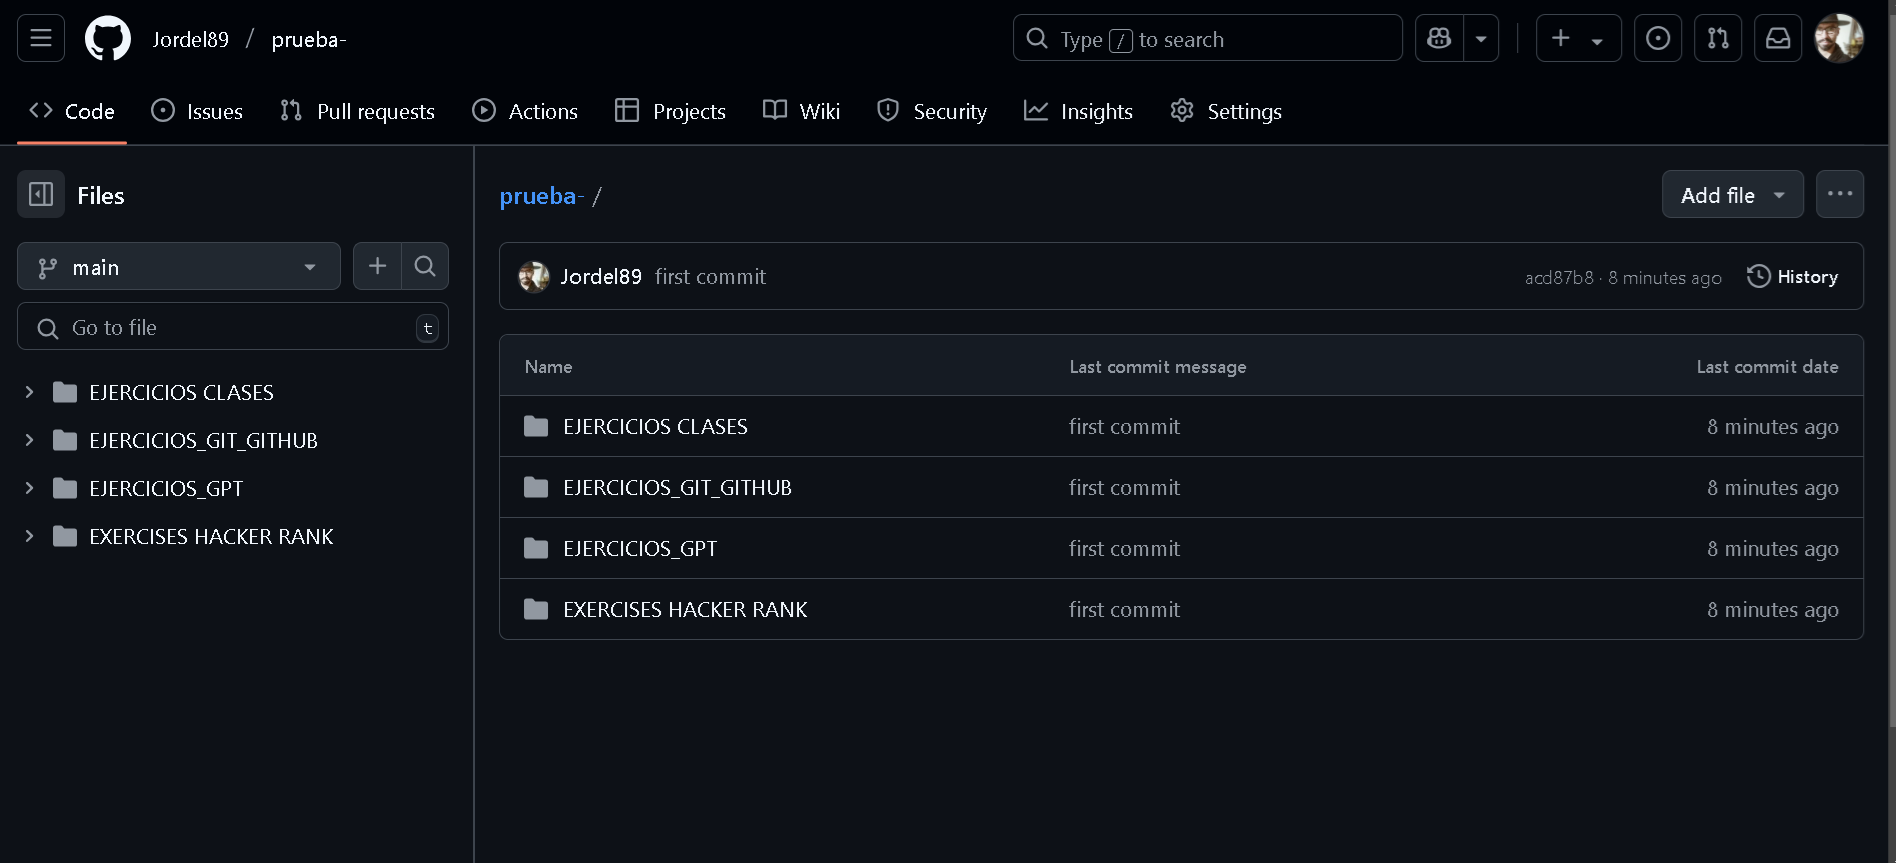 Jordel89 / prueba-
Type / to search
Code
Issues
Pull requests
Actions
Projects
Wiki
Security
Insights
Settings
Files
main
Go to file
t
EJERCICIOS CLASES
EJERCICIOS_GIT_GITHUB
EJERCICIOS_GPT
EXERCISES HACKER RANK
prueba- /
Add file
Jordel89 first commit
acd87b8 · 8 minutes ago
History
Name Last commit message Last commit date
EJERCICIOS CLASES first commit 8 minutes ago
EJERCICIOS_GIT_GITHUB first commit 8 minutes ago
EJERCICIOS_GPT first commit 8 minutes ago
EXERCISES HACKER RANK first commit 8 minutes ago